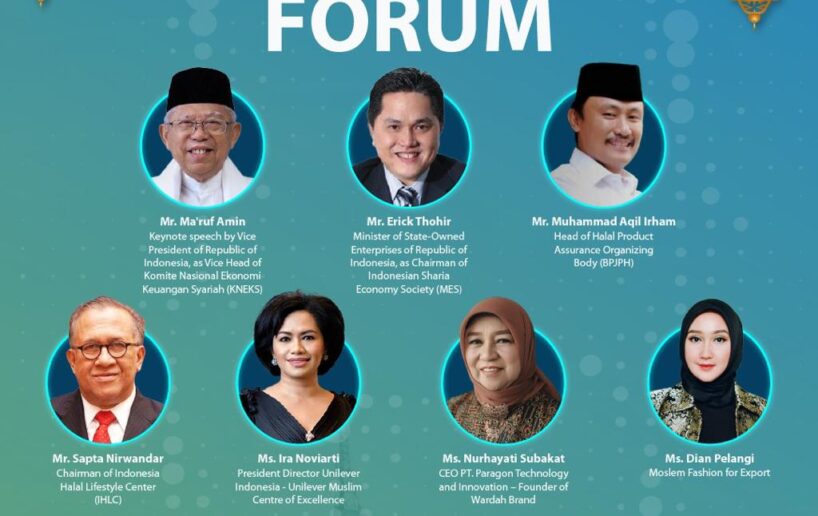 FORUM
Mr. Ma'ruf Amin
Keynote speech by Vice
President of Republic of
Indonesia, as Vice Head of
Komite Nasional Ekonomi
Keuangan Syariah (KNEKS)
Mr. Erick Thohir
Minister of State-Owned
Enterprises of Republic of
Indonesia, as Chairman of
Indonesian Sharia
Economy Society (MES)
Mr. Muhammad Aqil Irham
Head of Halal Product
Assurance Organizing
Body (BPJPH)
Mr. Sapta Nirwandar
Chairman of Indonesia
Halal Lifestyle Center
(IHLC)
Ms. Ira Noviarti
President Director Unilever
Indonesia - Unilever Muslim
Centre of Excellence
Ms. Nurhayati Subakat
CEO PT. Paragon Technology
and Innovation – Founder of
Wardah Brand
Ms. Dian Pelangi
Moslem Fashion for Export